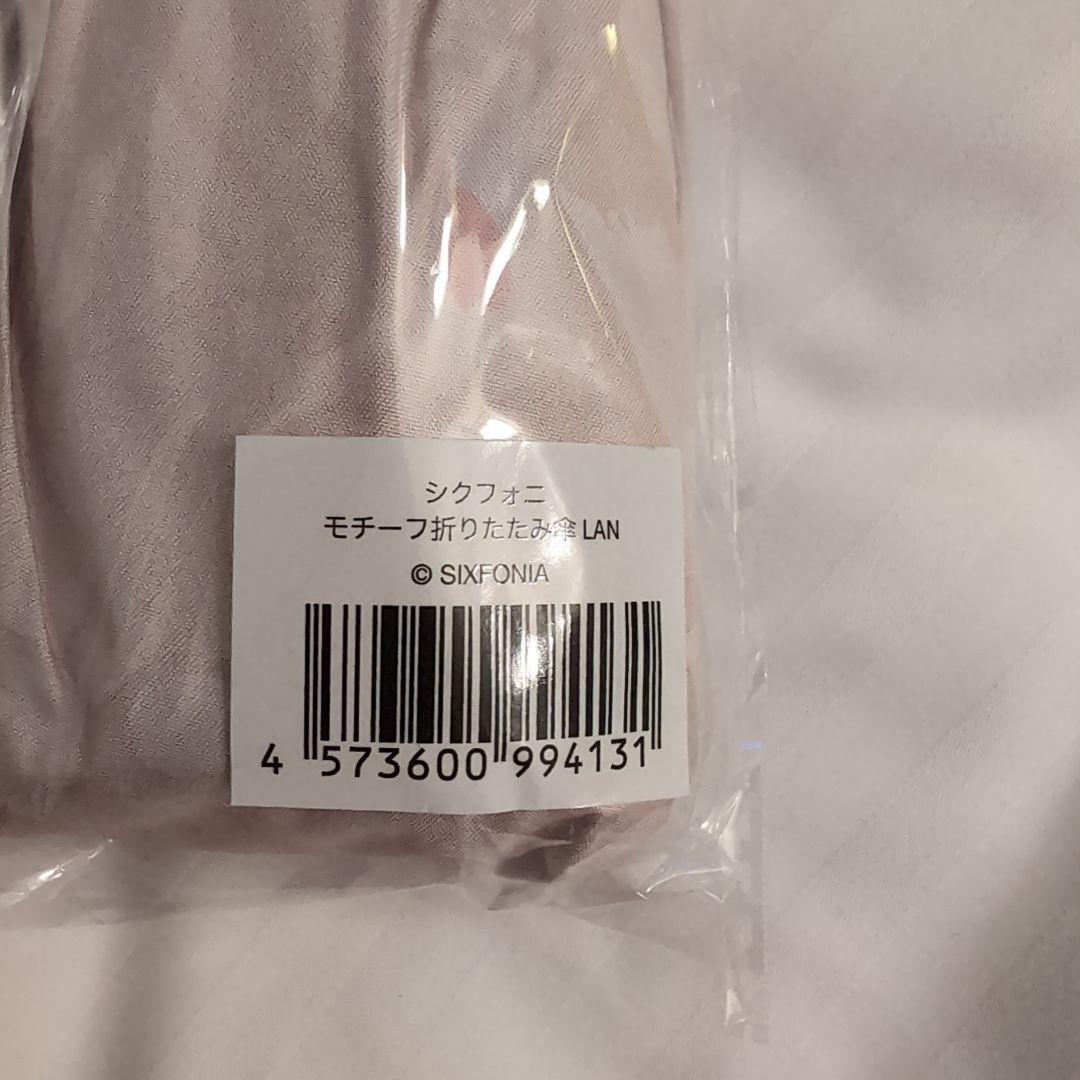 シクフォニ
モチーフ折りたたみ傘 LAN
© SIXFONIA
4 573600 994131